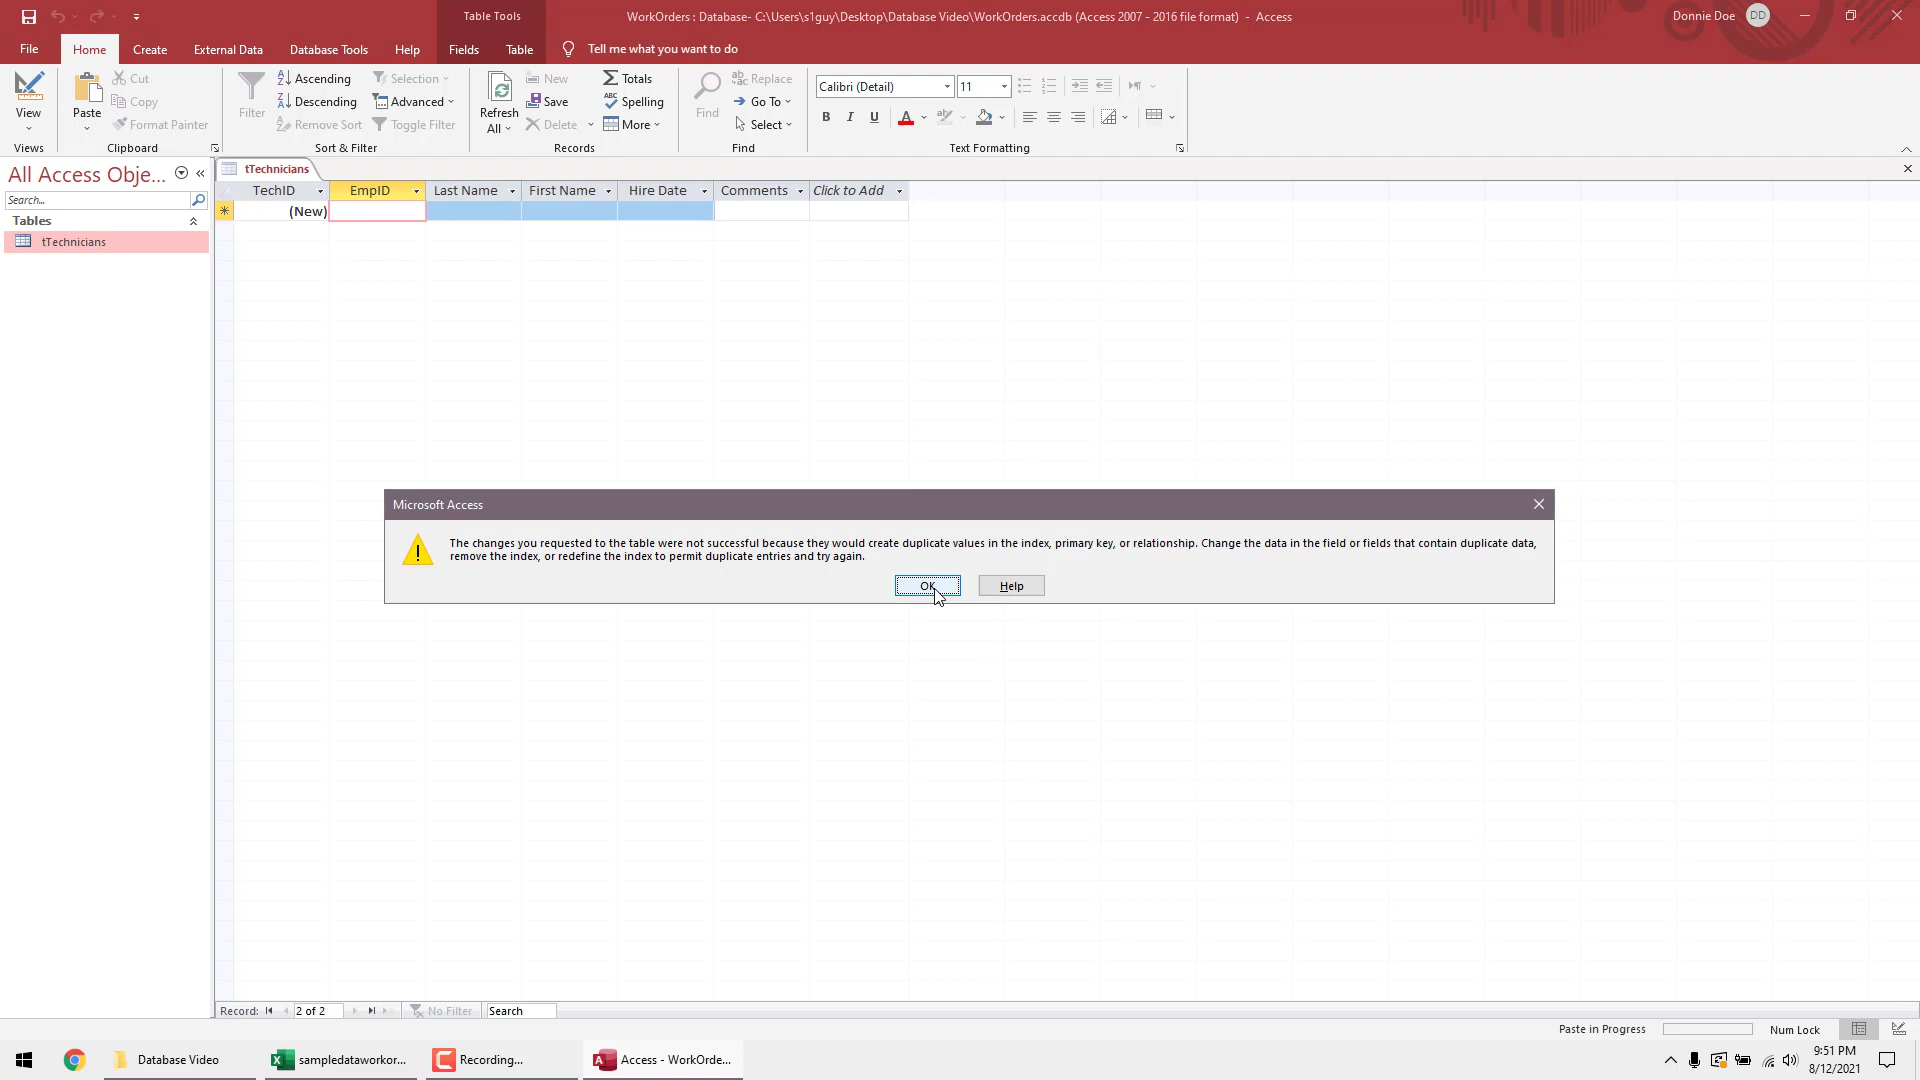 Table Tools
WorkOrders : Database- C:\Users\s1guy\Desktop\Database Video\WorkOrders.accdb (Access 2007 - 2016 file format) - Access
Donnie Doe DD
File Home Create External Data Database Tools Help Fields Table Tell me what you want to do
View
Views
Paste
Cut
Copy
Format Painter
Clipboard
Filter
Ascending
Descending
Remove Sort
Selection
Advanced
Toggle Filter
Sort & Filter
Refresh
All
New
Save
Delete
Totals
Spelling
More
Records
Find
Replace
Go To
Select
Find
Calibri (Detail) 11
B I U A
Text Formatting
All Access Obje...
Search...
Tables
tTechnicians
tTechnicians
TechID EmpID Last Name First Name Hire Date Comments Click to Add
(New)
Microsoft Access
The changes you requested to the table were not successful because they would create duplicate values in the index, primary key, or relationship. Change the data in the field or fields that contain duplicate data,
remove the index, or redefine the index to permit duplicate entries and try again.
OK Help
Record: 2 of 2 No Filter Search
Paste in Progress Num Lock
Database Video sampledataworkor... Recording... Access - WorkOrde...
9:51 PM
8/12/2021